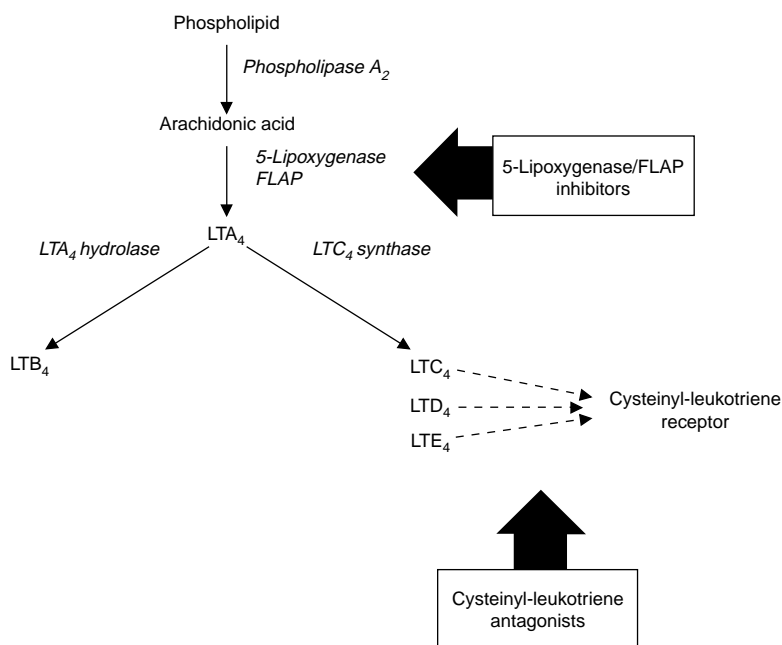 Phospholipid
Phospholipase A₂
Arachidonic acid
5-Lipoxygenase
FLAP
5-Lipoxygenase/FLAP
inhibitors
LTA₄
LTA₄ hydrolase
LTC₄ synthase
LTB₄
LTC₄
LTD₄
LTE₄
Cysteinyl-leukotriene
receptor
Cysteinyl-leukotriene
antagonists